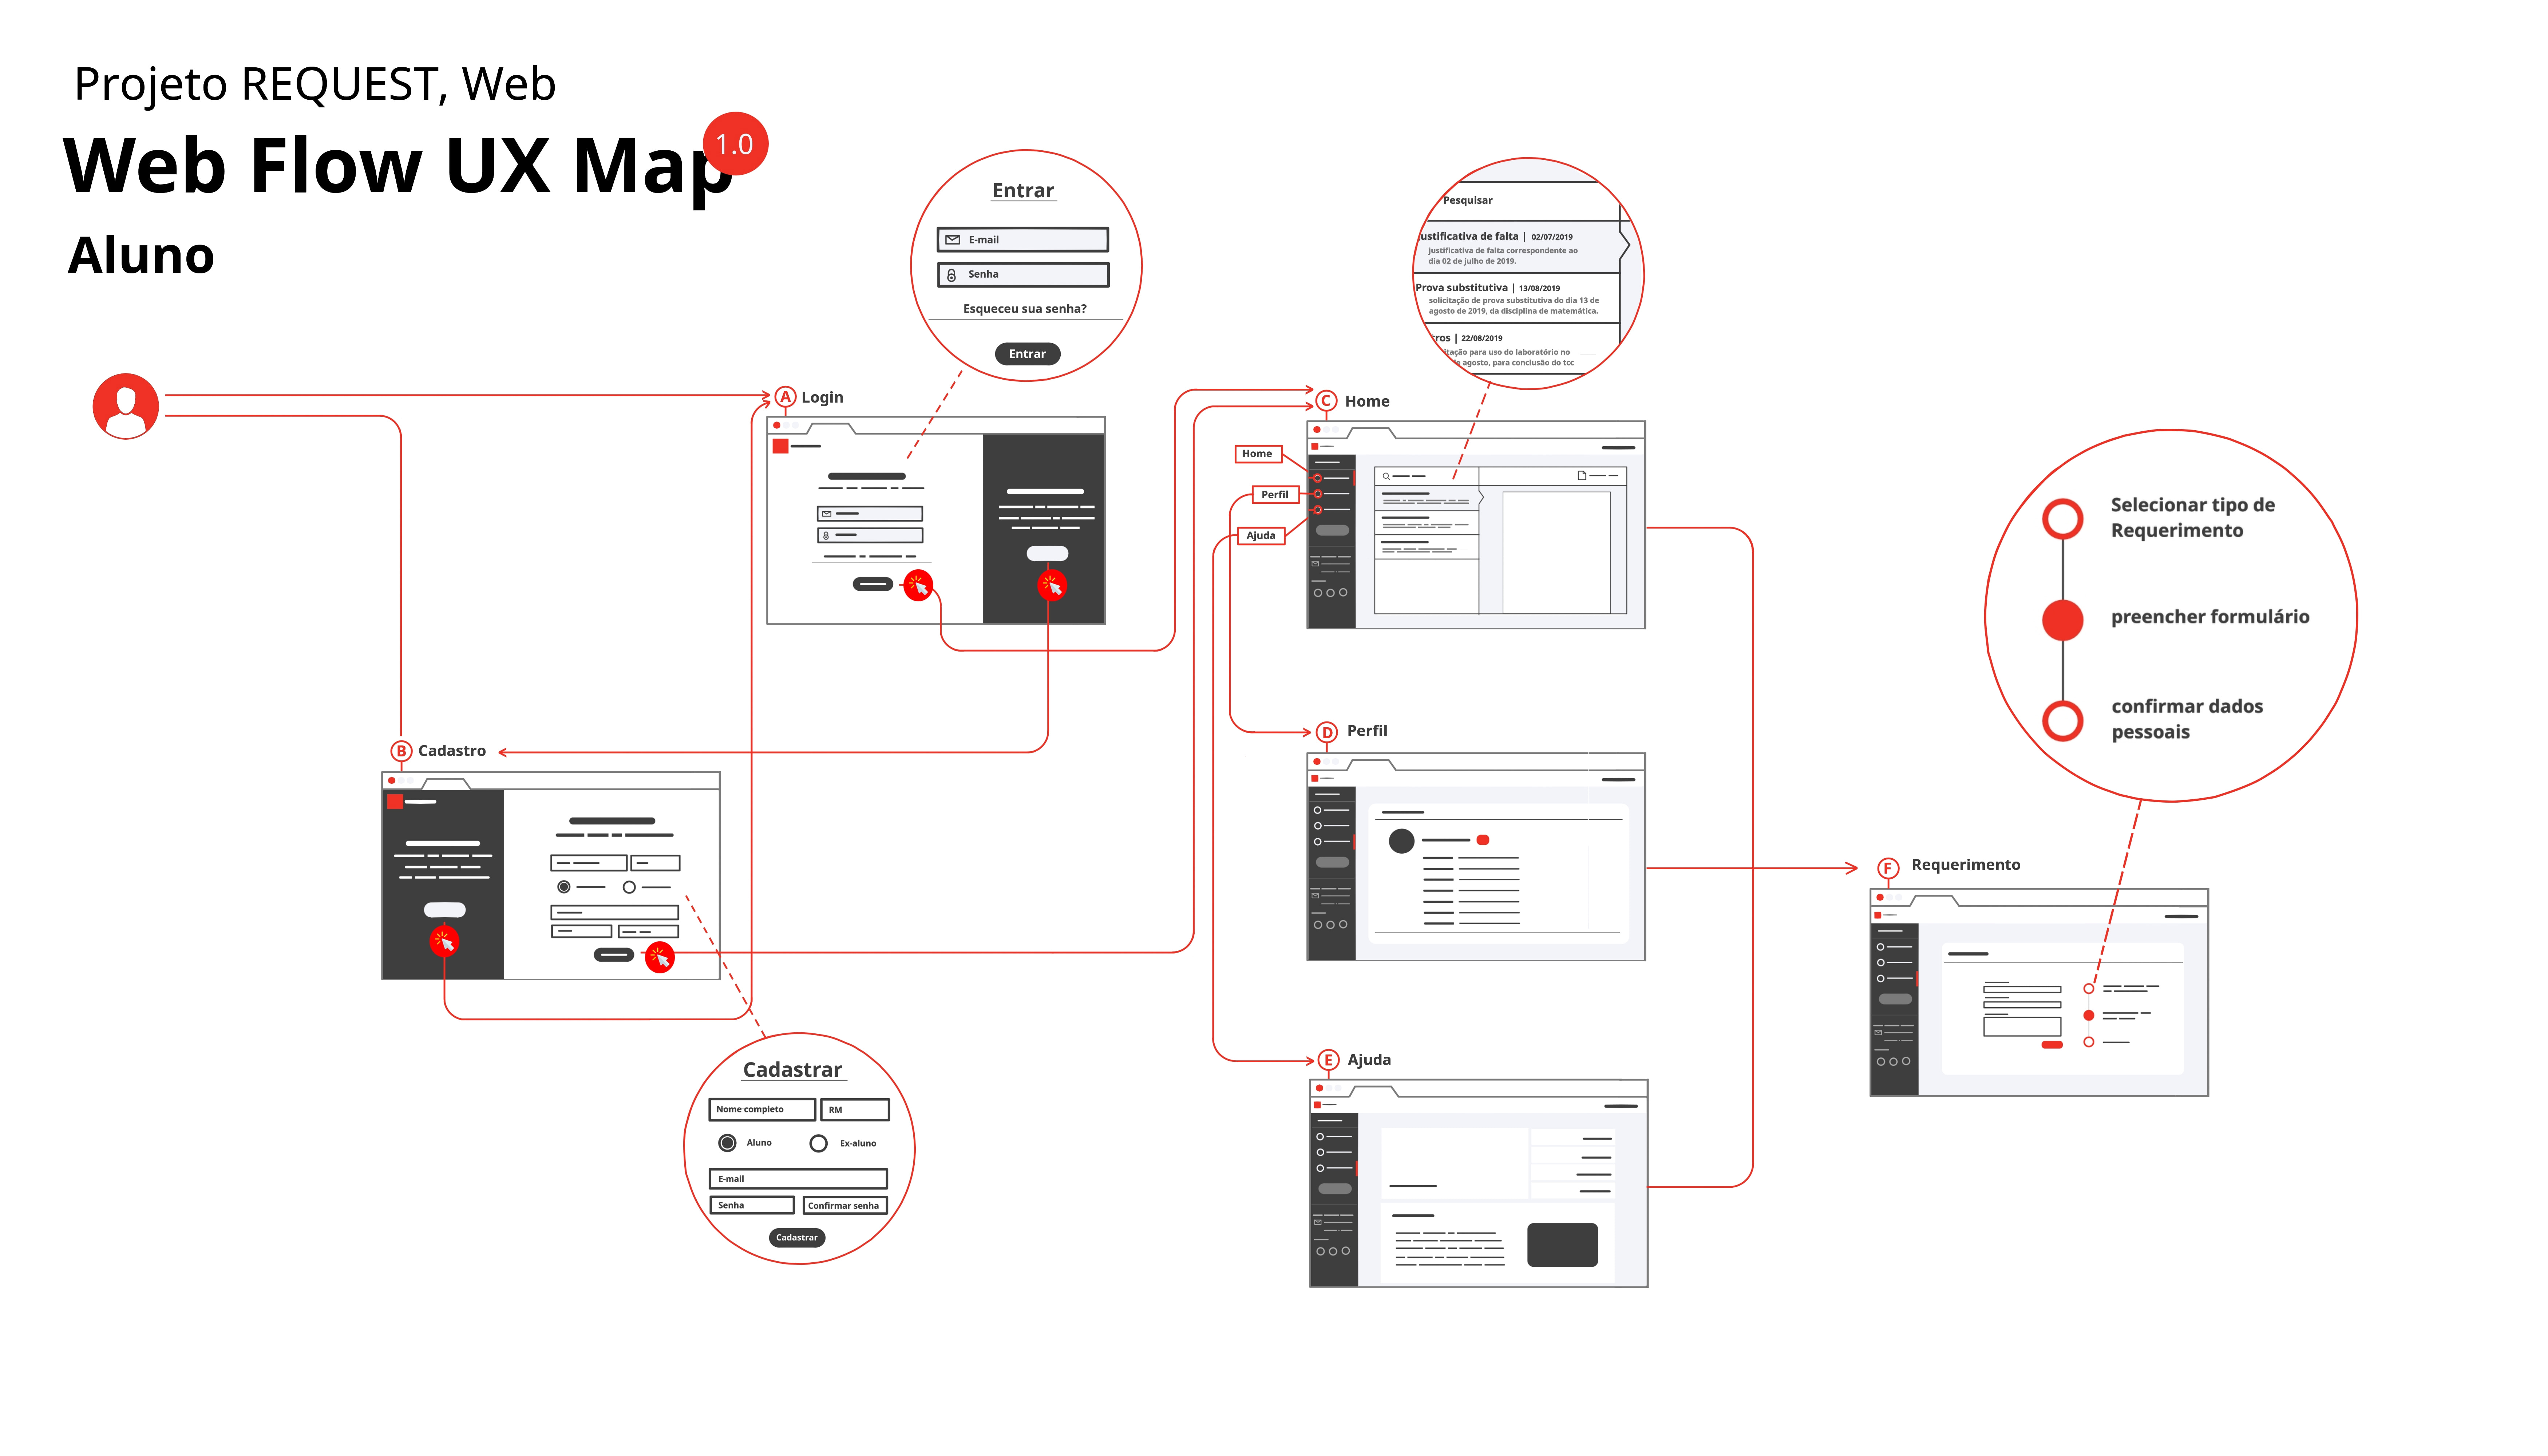 Projeto REQUEST, Web
Web Flow UX Map
1.0
Aluno
Entrar
E-mail
Senha
Esqueceu sua senha?
Entrar
Pesquisar
ustificativa de falta | 02/07/2019
justificativa de falta correspondente ao
dia 02 de julho de 2019.
Prova substitutiva | 13/08/2019
solicitação de prova substitutiva do dia 13 de
agosto de 2019, da disciplina de matemática.
ros | 22/08/2019
itação para uso do laboratório no
e agosto, para conclusão do tcc
A Login
C Home
Home
Perfil
Ajuda
Selecionar tipo de
Requerimento
preencher formulário
confirmar dados
pessoais
B Cadastro
D Perfil
F Requerimento
E Ajuda
Cadastrar
Nome completo
RM
Aluno
Ex-aluno
E-mail
Senha
Confirmar senha
Cadastrar